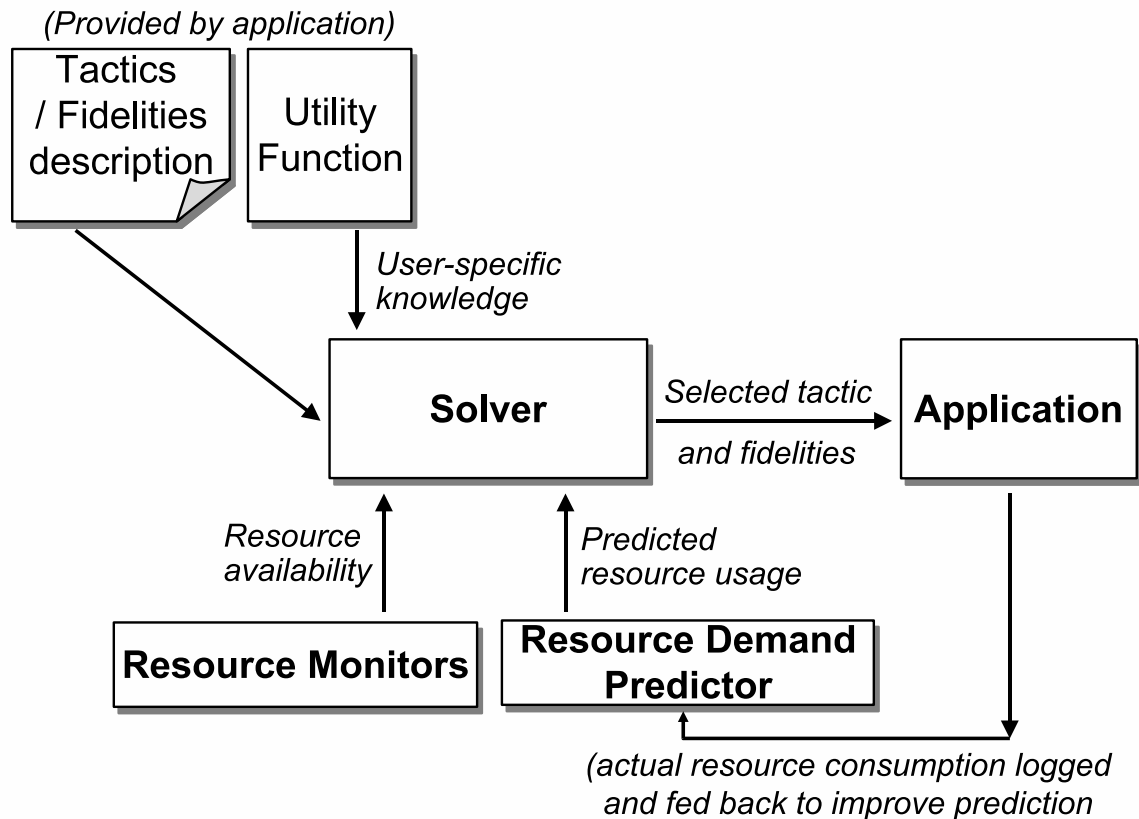 (Provided by application)
Tactics
/ Fidelities
description
Utility
Function
User-specific
knowledge
Solver
Selected tactic
and fidelities
Application
Resource
availability
Predicted
resource usage
Resource Monitors
Resource Demand
Predictor
(actual resource consumption logged
and fed back to improve prediction